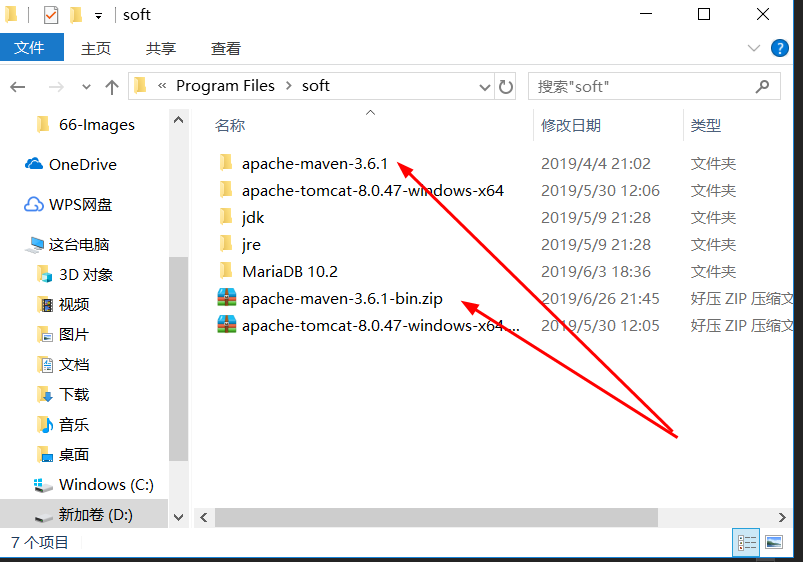 soft
文件 主页 共享 查看
« Program Files › soft 搜索"soft"
名称 修改日期 类型
66-Images
OneDrive
WPS网盘
这台电脑
3D 对象
视频
图片
文档
下载
音乐
桌面
Windows (C:)
新加卷 (D:)
apache-maven-3.6.1 2019/4/4 21:02 文件夹
apache-tomcat-8.0.47-windows-x64 2019/5/30 12:06 文件夹
jdk 2019/5/9 21:28 文件夹
jre 2019/5/9 21:28 文件夹
MariaDB 10.2 2019/6/3 18:36 文件夹
apache-maven-3.6.1-bin.zip 2019/6/26 21:45 好压 ZIP 压缩文
apache-tomcat-8.0.47-windows-x64.... 2019/5/30 12:05 好压 ZIP 压缩文
7 个项目